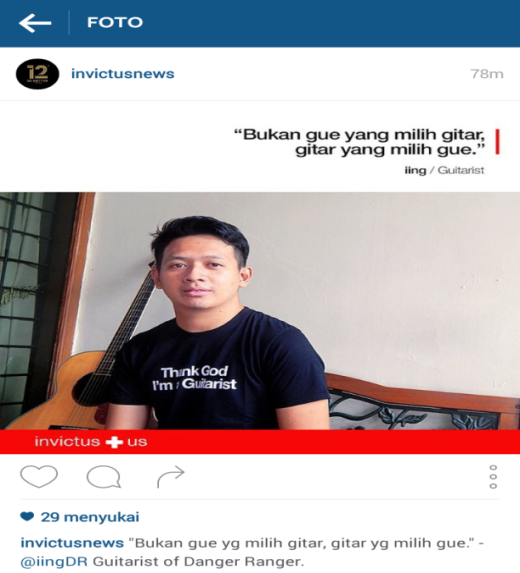 FOTO
12
invictusnews
78m
“Bukan gue yang milih gitar,
gitar yang milih gue.”
iing / Guitarist
Thank God
I'm a Guitarist
invictus + us
29 menyukai
invictusnews "Bukan gue yg milih gitar, gitar yg milih gue." -
@iingDR Guitarist of Danger Ranger.